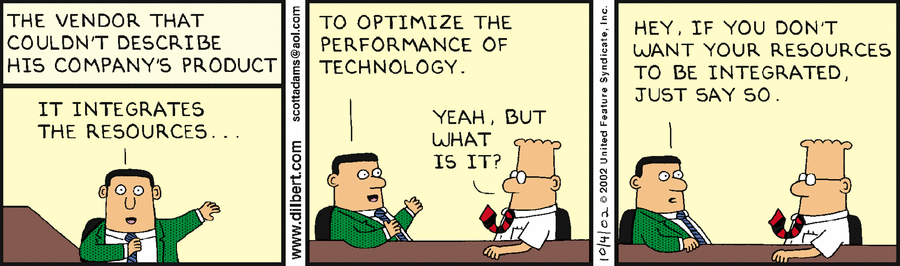 THE VENDOR THAT
COULDN'T DESCRIBE
HIS COMPANY'S PRODUCT
IT INTEGRATES
THE RESOURCES...
www.dilbert.com
scottadams@aol.com
TO OPTIMIZE THE
PERFORMANCE OF
TECHNOLOGY.
YEAH, BUT
WHAT
IS IT?
10/4/02 © 2002 United Feature Syndicate, Inc.
HEY, IF YOU DON'T
WANT YOUR RESOURCES
TO BE INTEGRATED,
JUST SAY SO.